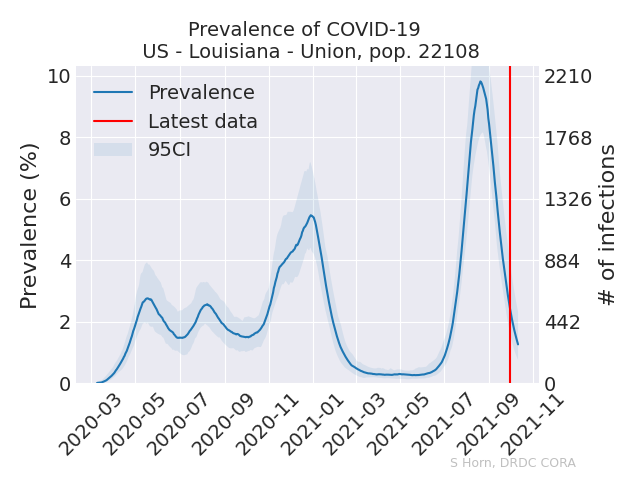 Prevalence of COVID-19
US - Louisiana - Union, pop. 22108
Prevalence
Latest data
95CI
Prevalence (%)
10
8
6
4
2
0
2210
1768
1326
884
442
0
# of infections
2020-03
2020-05
2020-07
2020-09
2020-11
2021-01
2021-03
2021-05
2021-07
2021-09
2021-11
S Horn, DRDC CORA